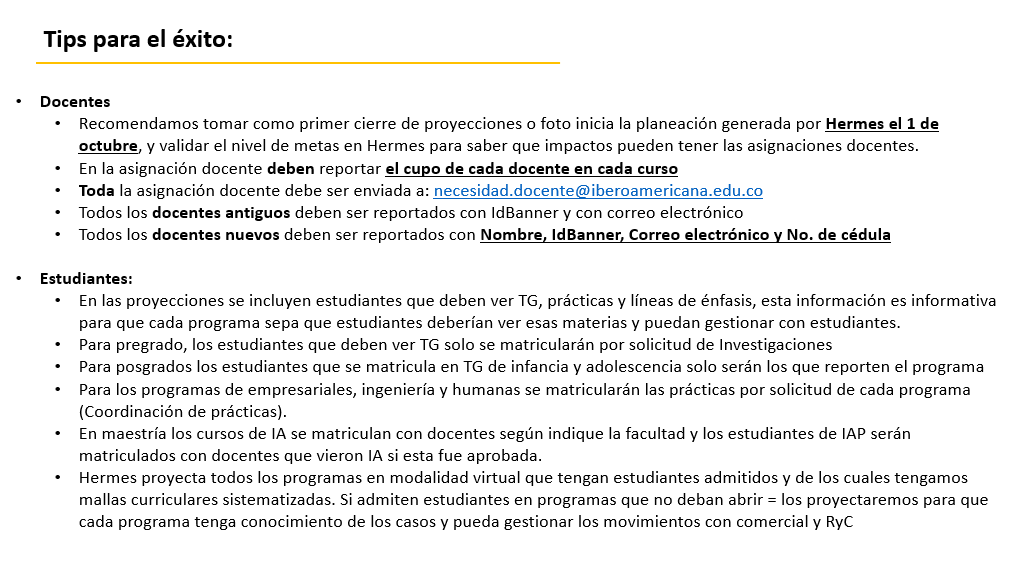 Tips para el éxito:
• Docentes
• Recomendamos tomar como primer cierre de proyecciones o foto inicia la planeación generada por Hermes el 1 de
octubre, y validar el nivel de metas en Hermes para saber que impactos pueden tener las asignaciones docentes.
• En la asignación docente deben reportar el cupo de cada docente en cada curso
• Toda la asignación docente debe ser enviada a: necesidad.docente@iberoamericana.edu.co
• Todos los docentes antiguos deben ser reportados con IdBanner y con correo electrónico
• Todos los docentes nuevos deben ser reportados con Nombre, IdBanner, Correo electrónico y No. de cédula
• Estudiantes:
• En las proyecciones se incluyen estudiantes que deben ver TG, prácticas y líneas de énfasis, esta información es informativa
para que cada programa sepa que estudiantes deberían ver esas materias y puedan gestionar con estudiantes.
• Para pregrado, los estudiantes que deben ver TG solo se matricularán por solicitud de Investigaciones
• Para posgrados los estudiantes que se matricula en TG de infancia y adolescencia solo serán los que reporten el programa
• Para los programas de empresariales, ingeniería y humanas se matricularán las prácticas por solicitud de cada programa
(Coordinación de prácticas).
• En maestría los cursos de IA se matriculan con docentes según indique la facultad y los estudiantes de IAP serán
matriculados con docentes que vieron IA si esta fue aprobada.
• Hermes proyecta todos los programas en modalidad virtual que tengan estudiantes admitidos y de los cuales tengamos
mallas curriculares sistematizadas. Si admiten estudiantes en programas que no deban abrir = los proyectaremos para que
cada programa tenga conocimiento de los casos y pueda gestionar los movimientos con comercial y RyC